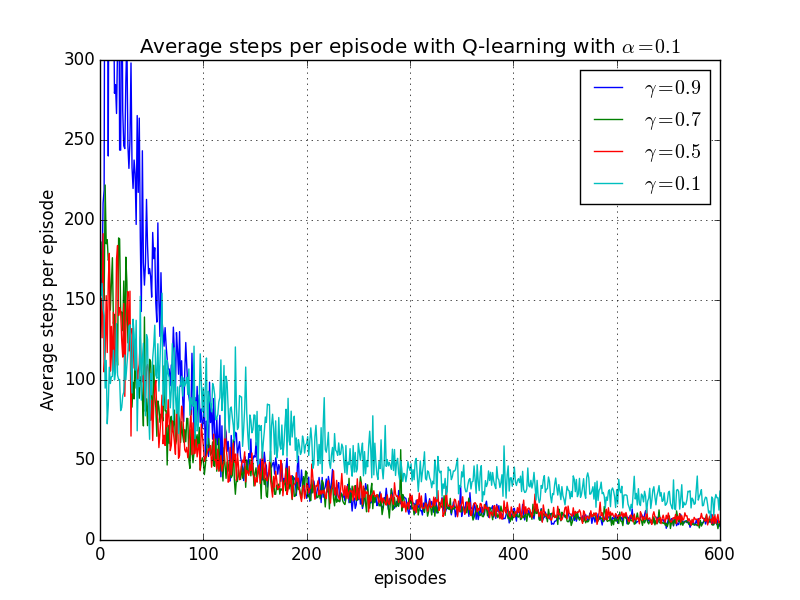 Average steps per episode with Q-learning with α=0.1
Average steps per episode
300
250
200
150
100
50
0
γ=0.9
γ=0.7
γ=0.5
γ=0.1
0 100 200 300 400 500 600
episodes